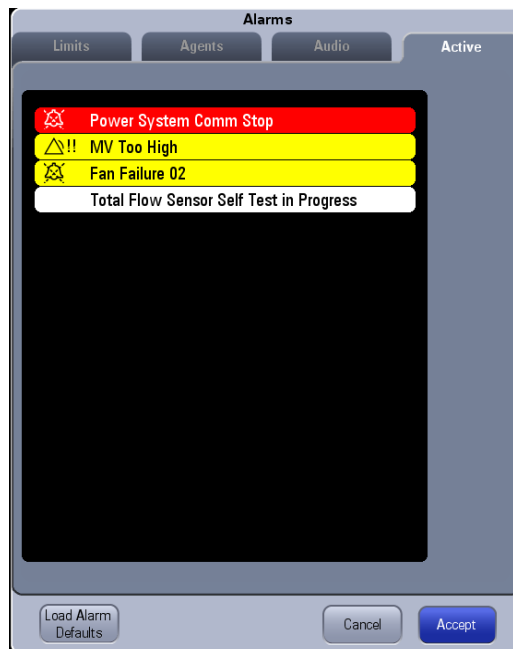 Alarms
Limits Agents Audio Active
Power System Comm Stop
!! MV Too High
Fan Failure 02
Total Flow Sensor Self Test in Progress
Load Alarm
Defaults
Cancel Accept